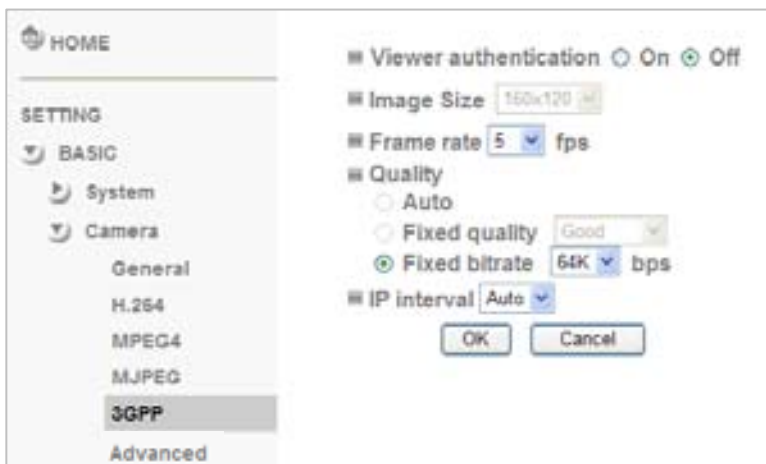 HOME
SETTING
BASIC
System
Camera
General
H.264
MPEG4
MJPEG
3GPP
Advanced
Viewer authentication On Off
Image Size 160x120
Frame rate 5 fps
Quality
Auto
Fixed quality Good
Fixed bitrate 64K bps
IP interval Auto
OK Cancel